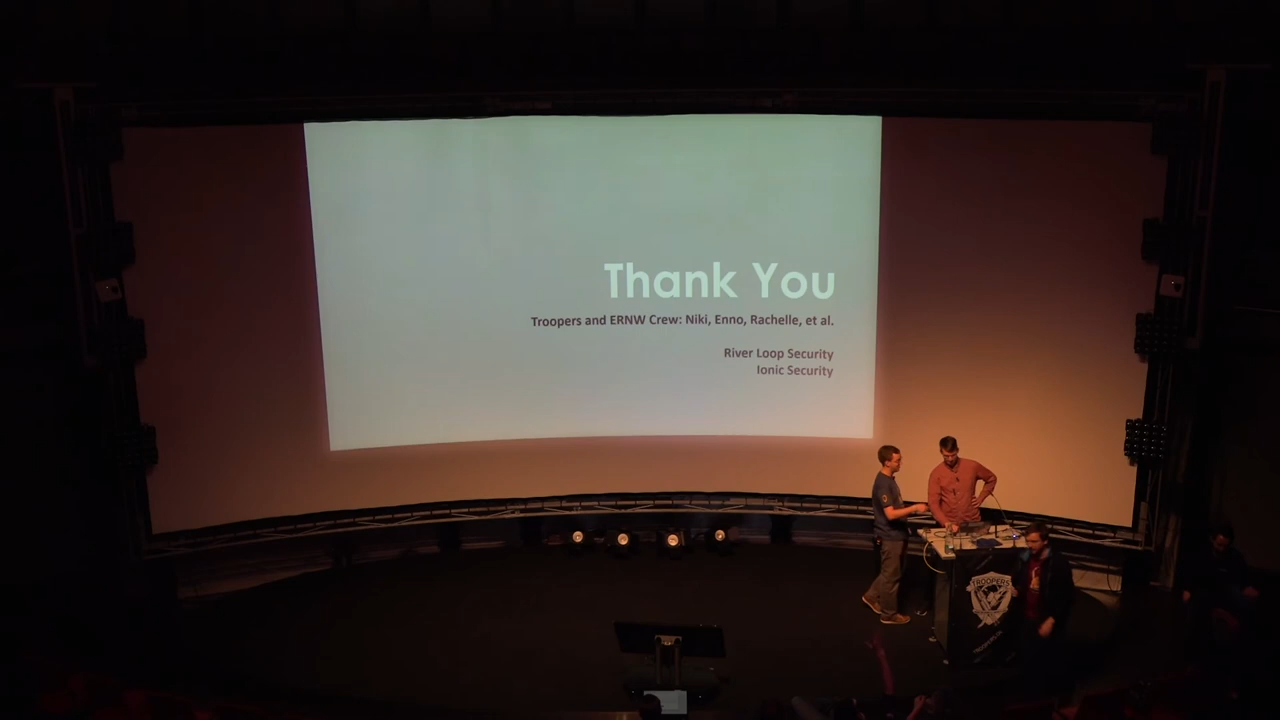 Thank You
Troopers and ERNW Crew: Niki, Enno, Rachelle, et al.
River Loop Security
Ionic Security
TROOPERS